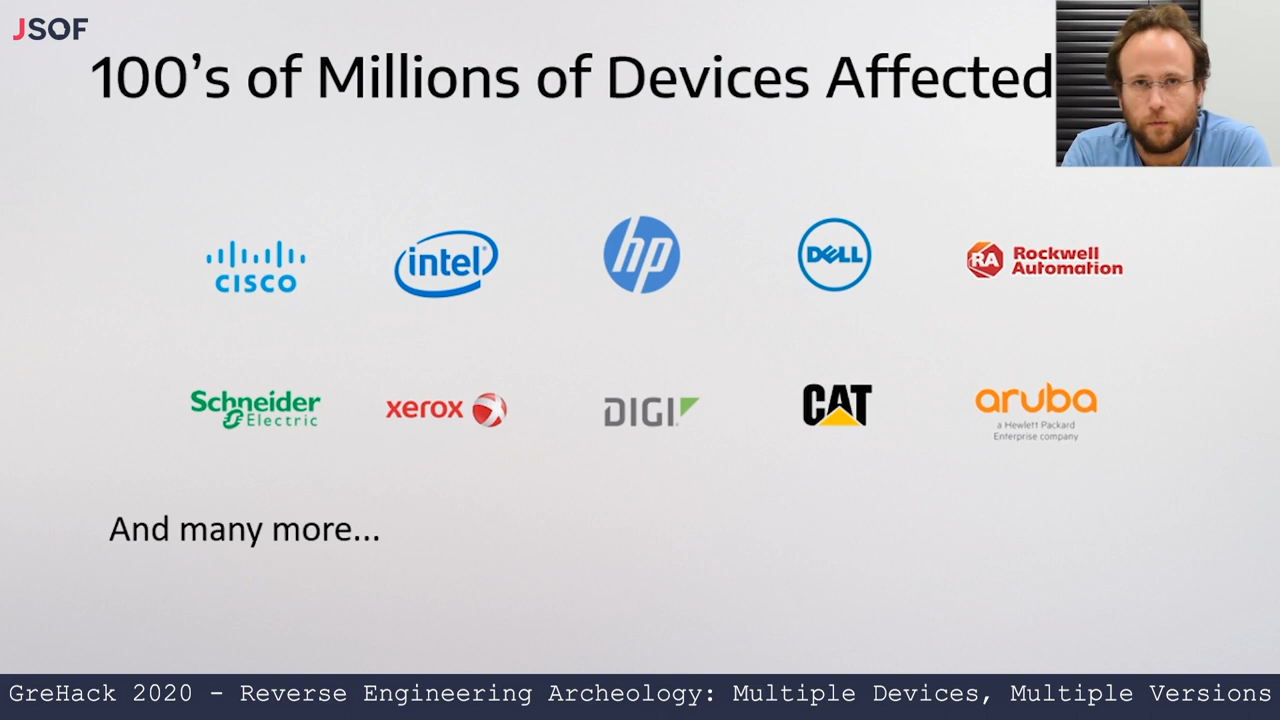 JSOF
100’s of Millions of Devices Affected
CISCO
intel
hp
DELL
RA Rockwell
Automation
Schneider
Electric
xerox
DIGI
CAT
aruba
a Hewlett Packard
Enterprise company
And many more...
GreHack 2020 - Reverse Engineering Archeology: Multiple Devices, Multiple Versions